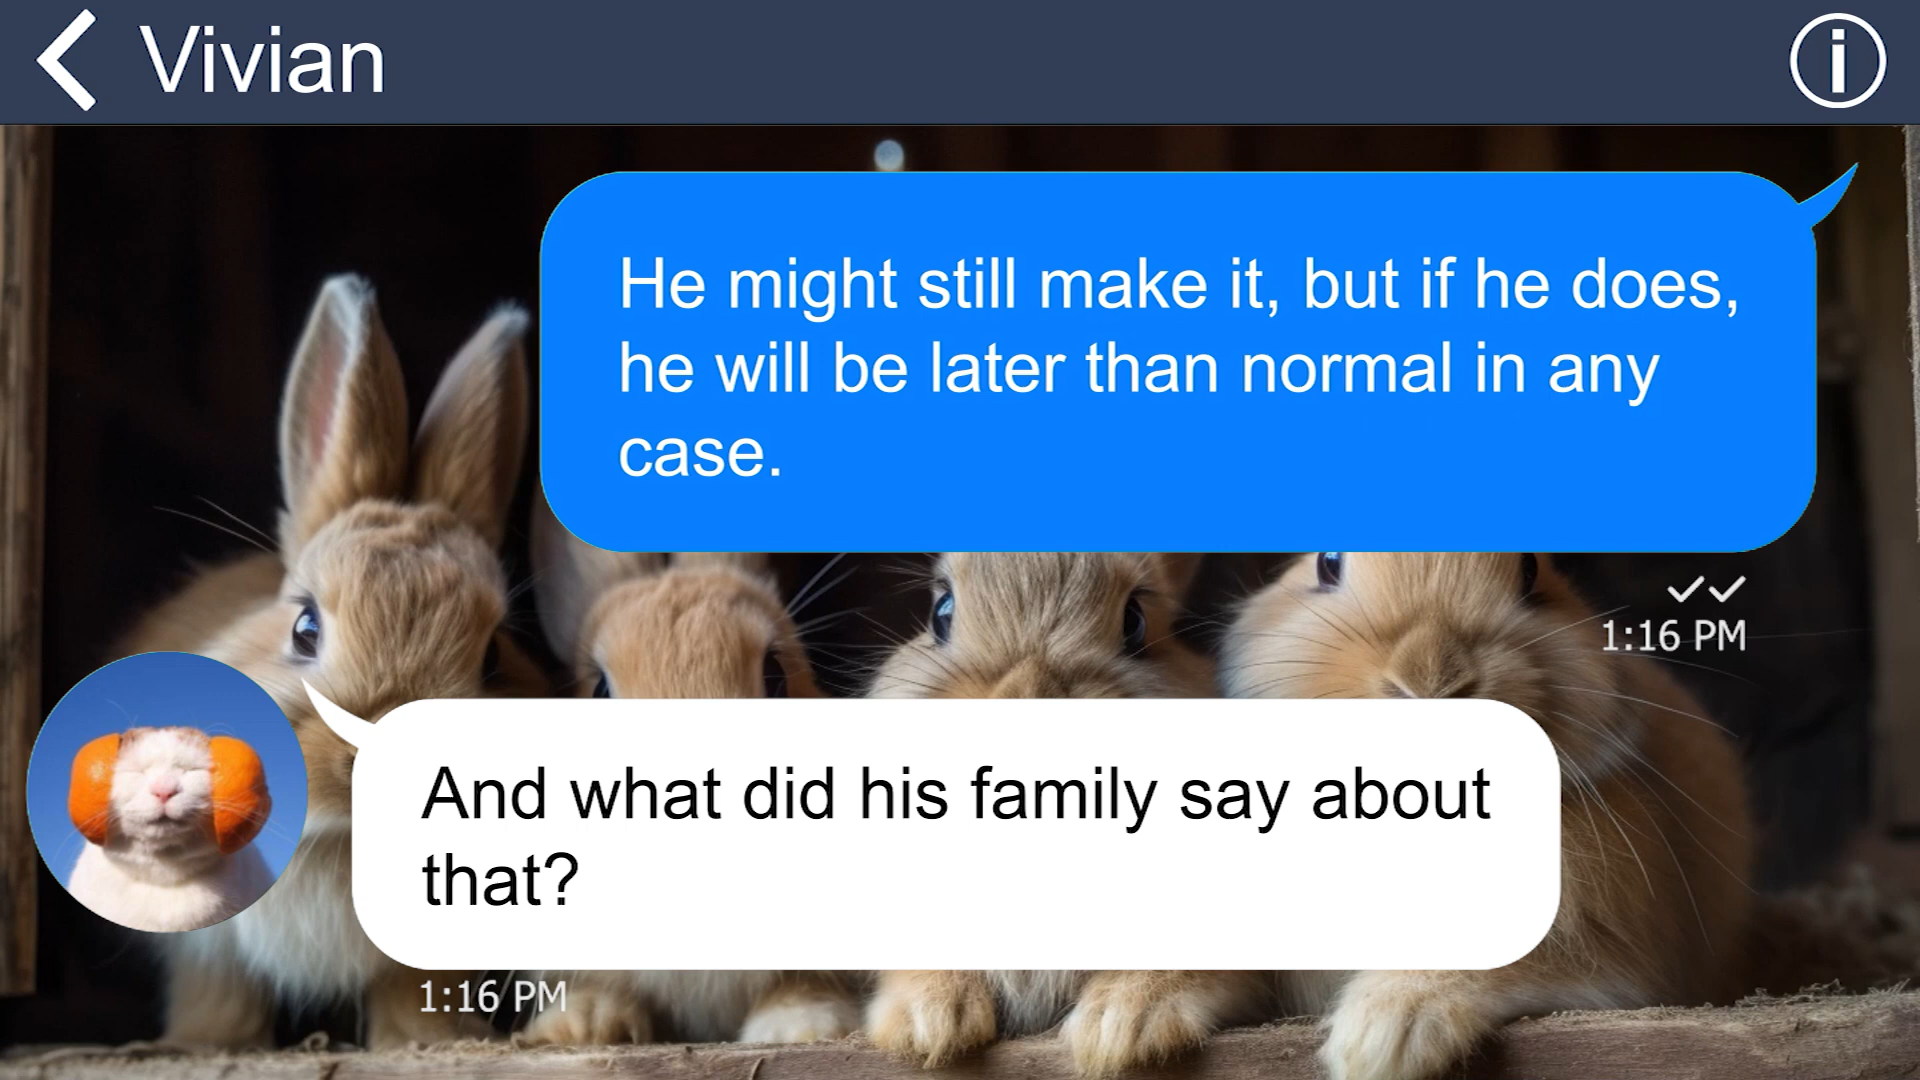 Vivian
He might still make it, but if he does,
he will be later than normal in any
case.
1:16 PM
And what did his family say about
that?
1:16 PM